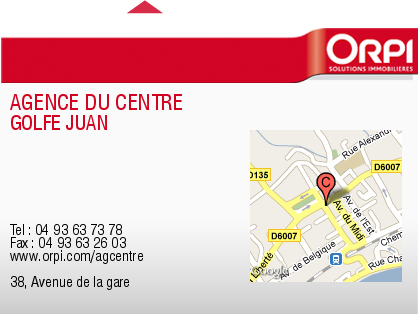 ORPI
SOLUTIONS IMMOBILIÈRES
AGENCE DU CENTRE
GOLFE JUAN
Rue Alexand
D6007
D135
C
Av. de l'Est
Av. du Midi
D6007
Chem
Av. de Belgique
Liberté
Rue Cha
Google
Tel : 04 93 63 73 78
Fax : 04 93 63 26 03
www.orpi.com/agcentre
38, Avenue de la gare